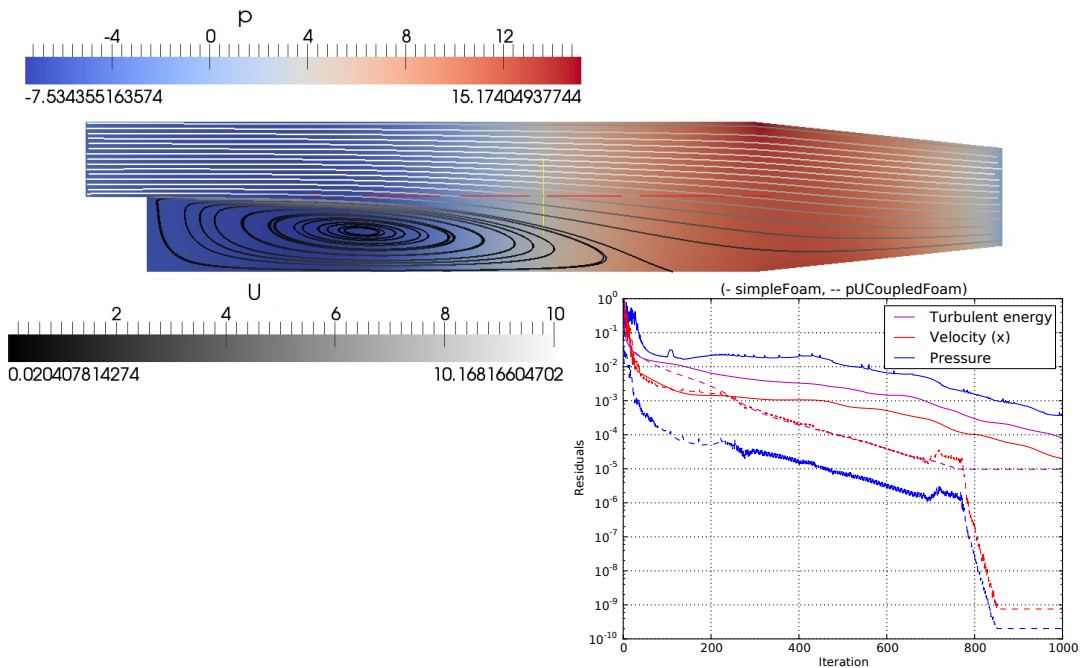 p
-4 0 4 8 12
-7.534355163574 15.17404937744
U
2 4 6 8 10
0.020407814274 10.16816604702
(- simpleFoam, -- pUCoupledFoam)
Turbulent energy
Velocity (x)
Pressure
Residuals
10^0
10^-1
10^-2
10^-3
10^-4
10^-5
10^-6
10^-7
10^-8
10^-9
10^-10
0 200 400 600 800 1000
Iteration